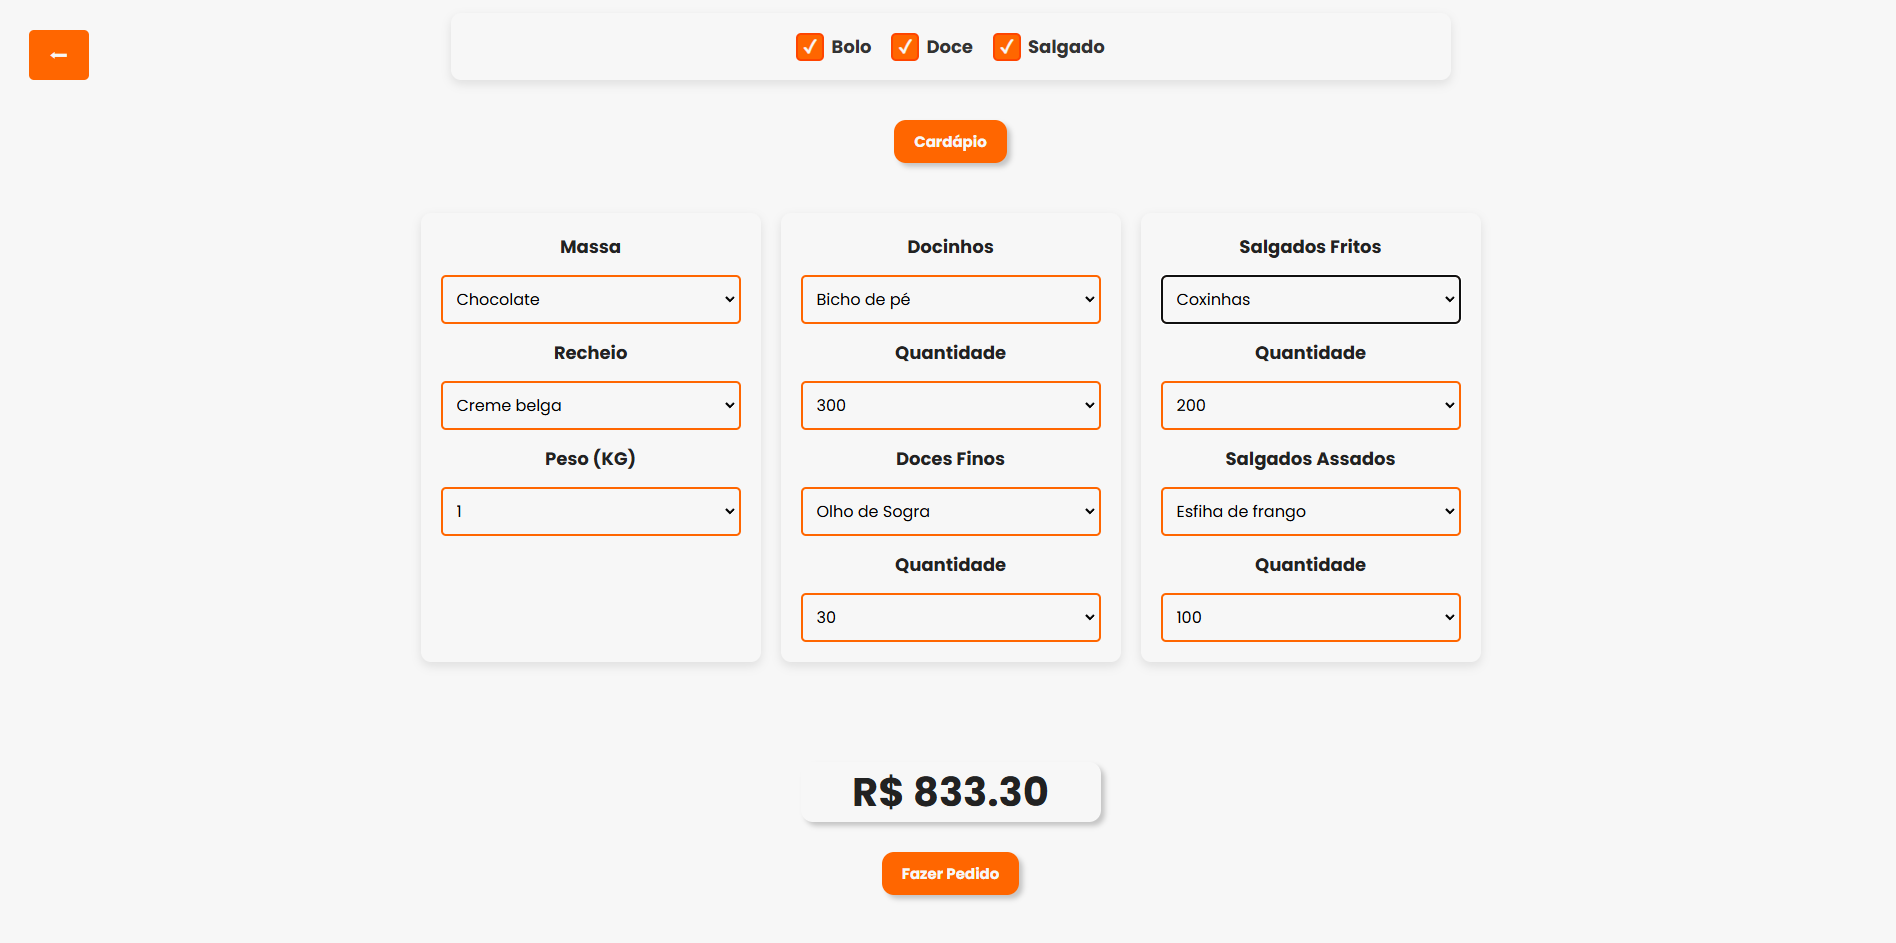 ←
✓ Bolo ✓ Doce ✓ Salgado
Cardápio
Massa
Chocolate
Recheio
Creme belga
Peso (KG)
1
Docinhos
Bicho de pé
Quantidade
300
Doces Finos
Olho de Sogra
Quantidade
30
Salgados Fritos
Coxinhas
Quantidade
200
Salgados Assados
Esfiha de frango
Quantidade
100
R$ 833.30
Fazer Pedido